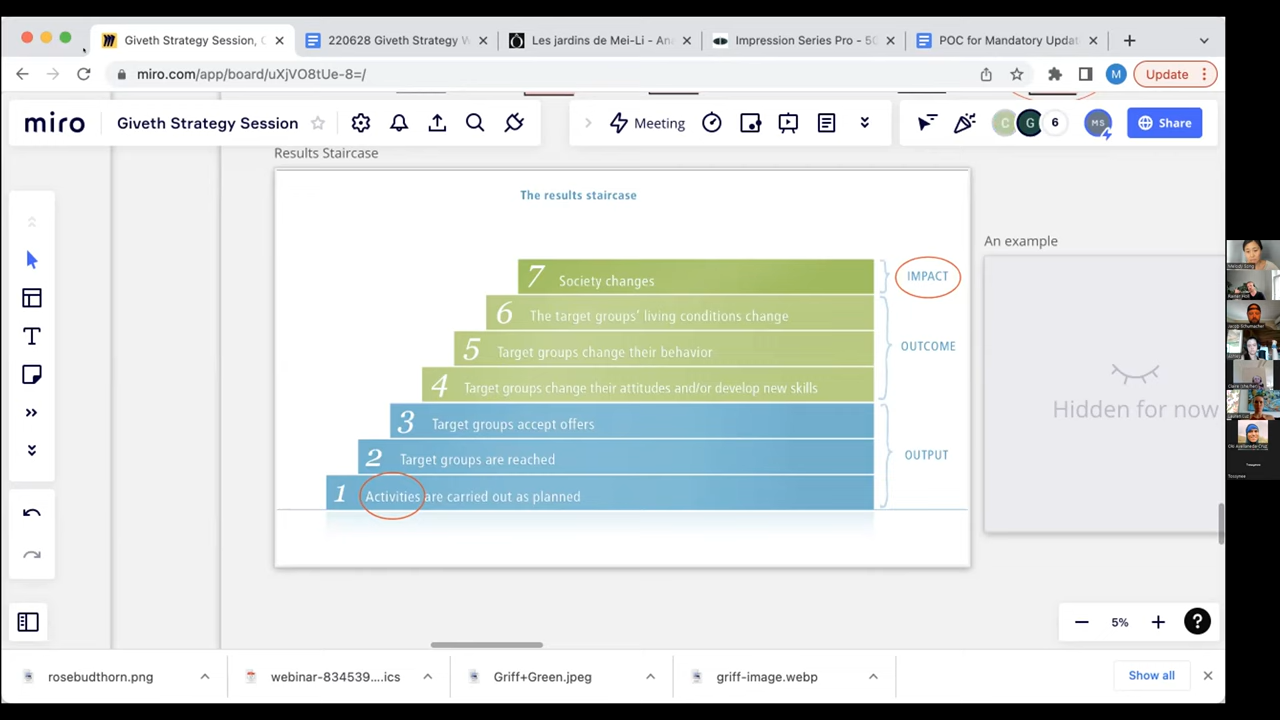 Giveth Strategy Session,
220628 Giveth Strategy
Les jardins de Mei-Li - An
Impression Series Pro - 50
POC for Mandatory Updat
miro.com/app/board/uXjVO8tUe-8=/
M
Update
miro
Giveth Strategy Session
Meeting
C
G
6
MS
Share
Results Staircase
The results staircase
7 Society changes
IMPACT
6 The target groups' living conditions change
5 Target groups change their behavior
OUTCOME
4 Target groups change their attitudes and/or develop new skills
3 Target groups accept offers
2 Target groups are reached
OUTPUT
1 Activities are carried out as planned
An example
Hidden for now
T
5%
?
rosebudthorn.png
webinar-834539....ics
Griff+Green.jpeg
griff-image.webp
Show all